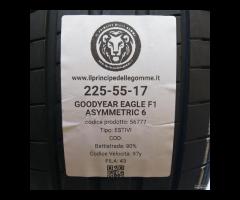 www.ilprincipedellegomme.it
225-55-17
GOODYEAR EAGLE F1
ASYMMETRIC 6
codice prodotto: 56777
Tipo: ESTIVI
COD:
Battistrada: 90%
Codice Velocità: 97y
FILA: 43